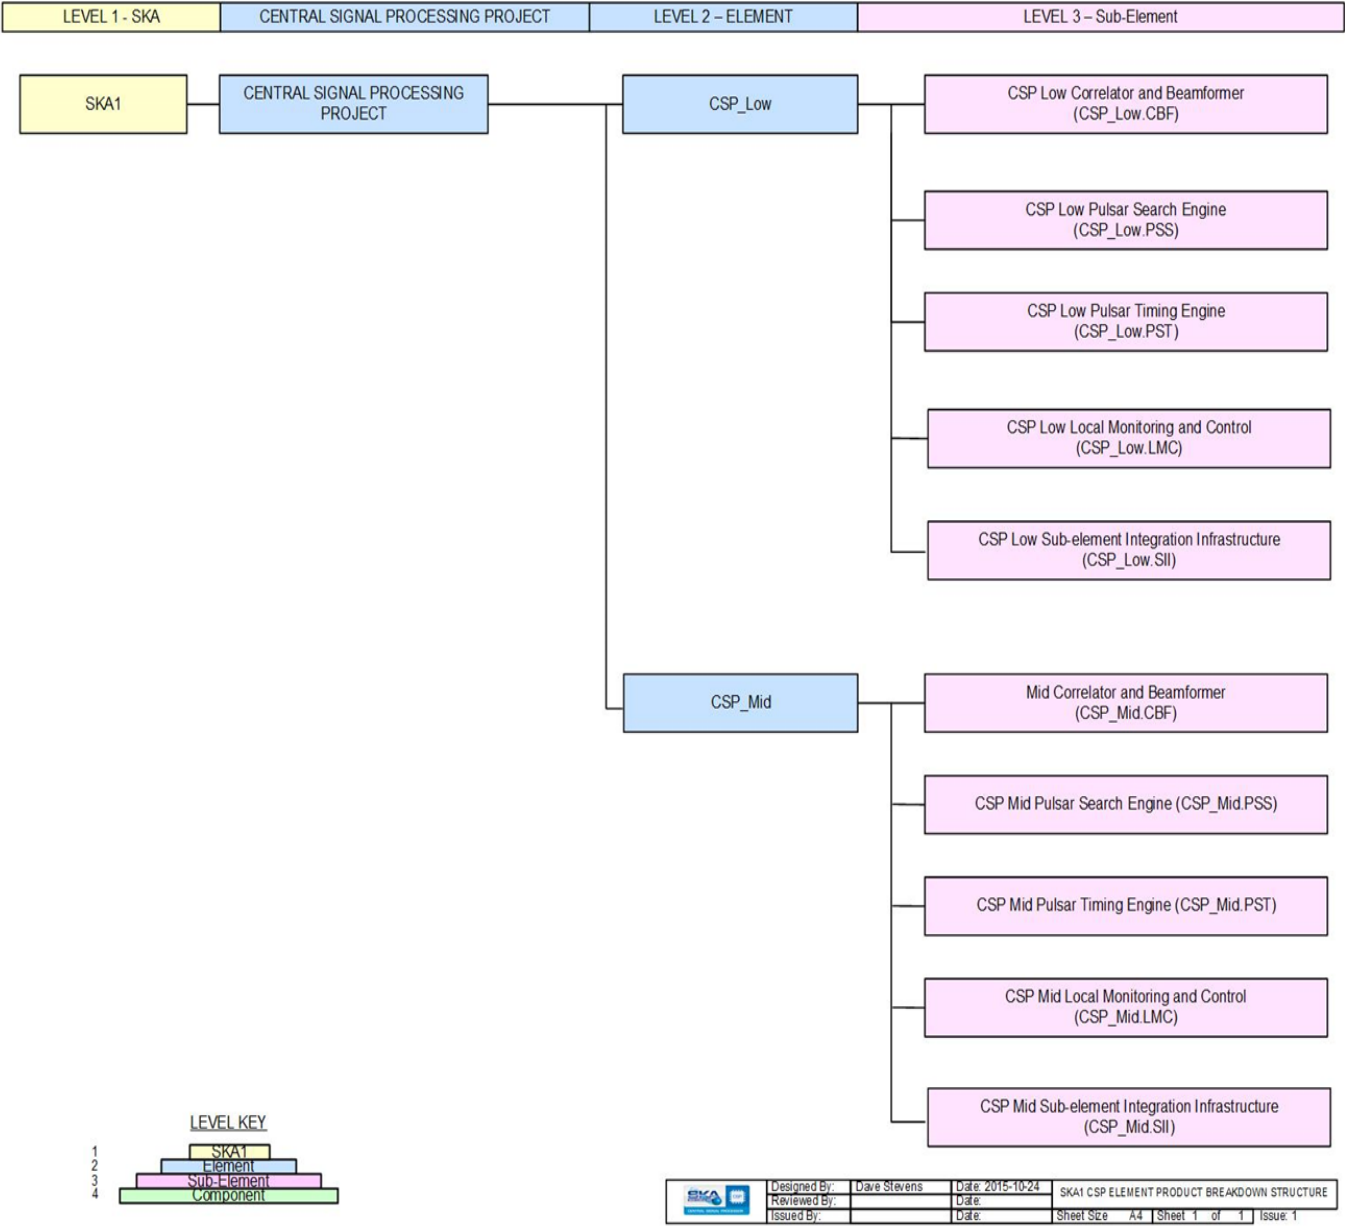 LEVEL 1 - SKA
CENTRAL SIGNAL PROCESSING PROJECT
LEVEL 2 – ELEMENT
LEVEL 3 – Sub-Element
SKA1
CENTRAL SIGNAL PROCESSING
PROJECT
CSP_Low
CSP Low Correlator and Beamformer
(CSP_Low.CBF)
CSP Low Pulsar Search Engine
(CSP_Low.PSS)
CSP Low Pulsar Timing Engine
(CSP_Low.PST)
CSP Low Local Monitoring and Control
(CSP_Low.LMC)
CSP Low Sub-element Integration Infrastructure
(CSP_Low.SII)
CSP_Mid
Mid Correlator and Beamformer
(CSP_Mid.CBF)
CSP Mid Pulsar Search Engine (CSP_Mid.PSS)
CSP Mid Pulsar Timing Engine (CSP_Mid.PST)
CSP Mid Local Monitoring and Control
(CSP_Mid.LMC)
CSP Mid Sub-element Integration Infrastructure
(CSP_Mid.SII)
LEVEL KEY
1 SKA1
2 Element
3 Sub-Element
4 Component
Designed By: Dave Stevens Date: 2015-10-24
Reviewed By: Date:
Issued By: Date:
SKA1 CSP ELEMENT PRODUCT BREAKDOWN STRUCTURE
Sheet Size A4 Sheet 1 of 1 Issue: 1